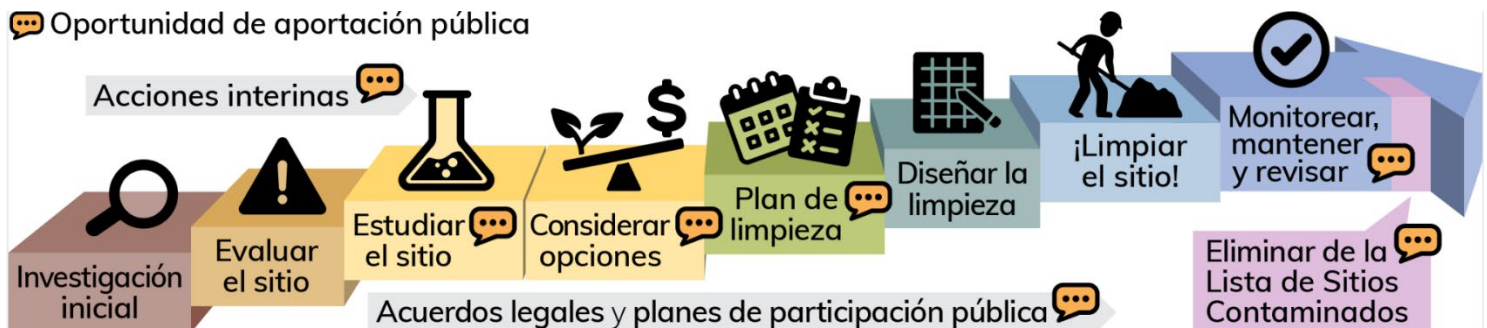 Oportunidad de aportación pública
Acciones interinas
Investigación
inicial
Evaluar
el sitio
Estudiar
el sitio
Considerar
opciones
Plan de
limpieza
Diseñar la
limpieza
¡Limpiar
el sitio!
Monitorear,
mantener
y revisar
Eliminar de la
Lista de Sitios
Contaminados
Acuerdos legales y planes de participación pública